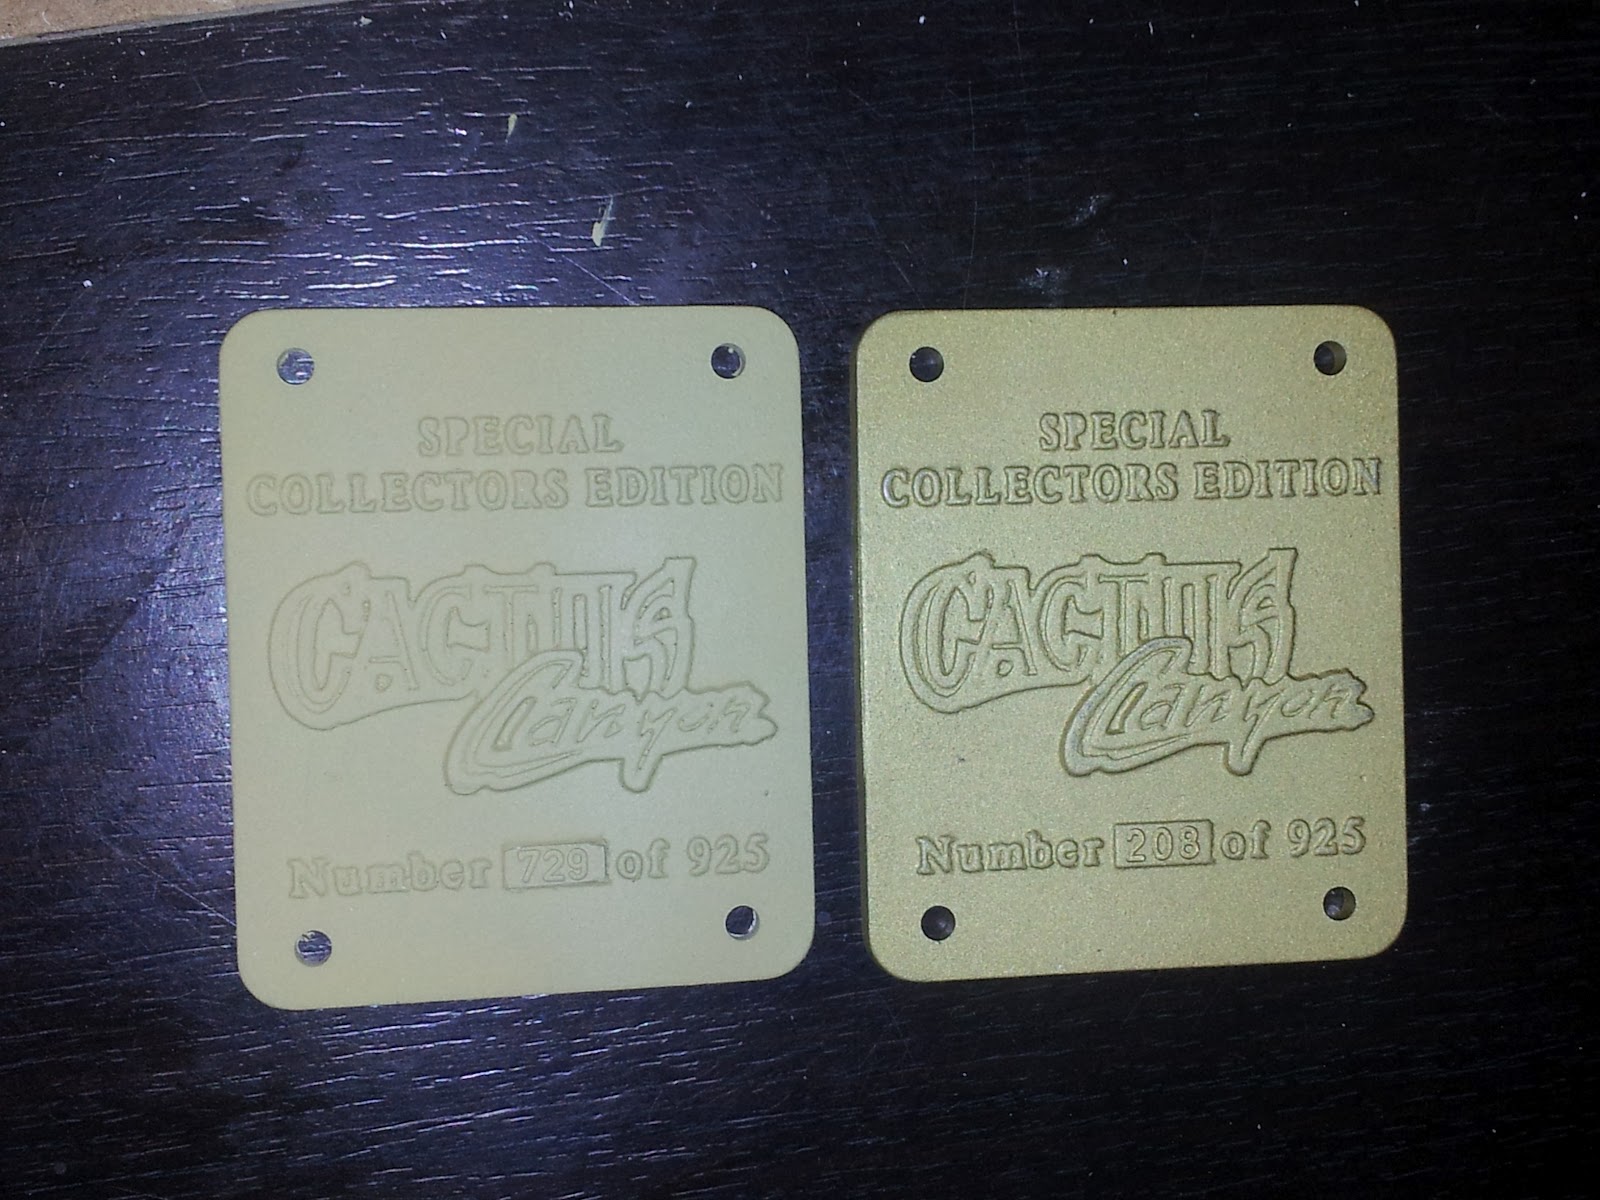 SPECIAL
COLLECTORS EDITION
CACTUS
Canyon
Number 729 of 925
SPECIAL
COLLECTORS EDITION
CACTUS
Canyon
Number 208 of 925